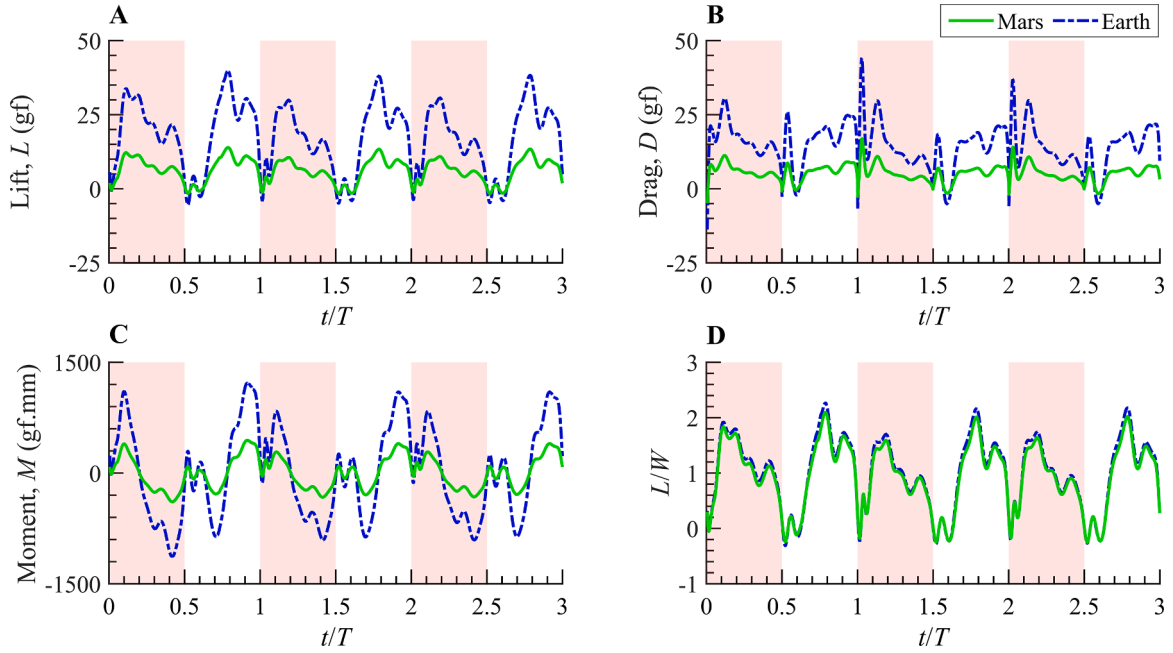 A
Lift, L (gf)
50
25
0
-25
0 0.5 1 1.5 2 2.5 3
t/T
B
Mars Earth
Drag, D (gf)
50
25
0
-25
0 0.5 1 1.5 2 2.5 3
t/T
C
Moment, M (gf.mm)
1500
0
-1500
0 0.5 1 1.5 2 2.5 3
t/T
D
L/W
3
2
1
0
-1
0 0.5 1 1.5 2 2.5 3
t/T